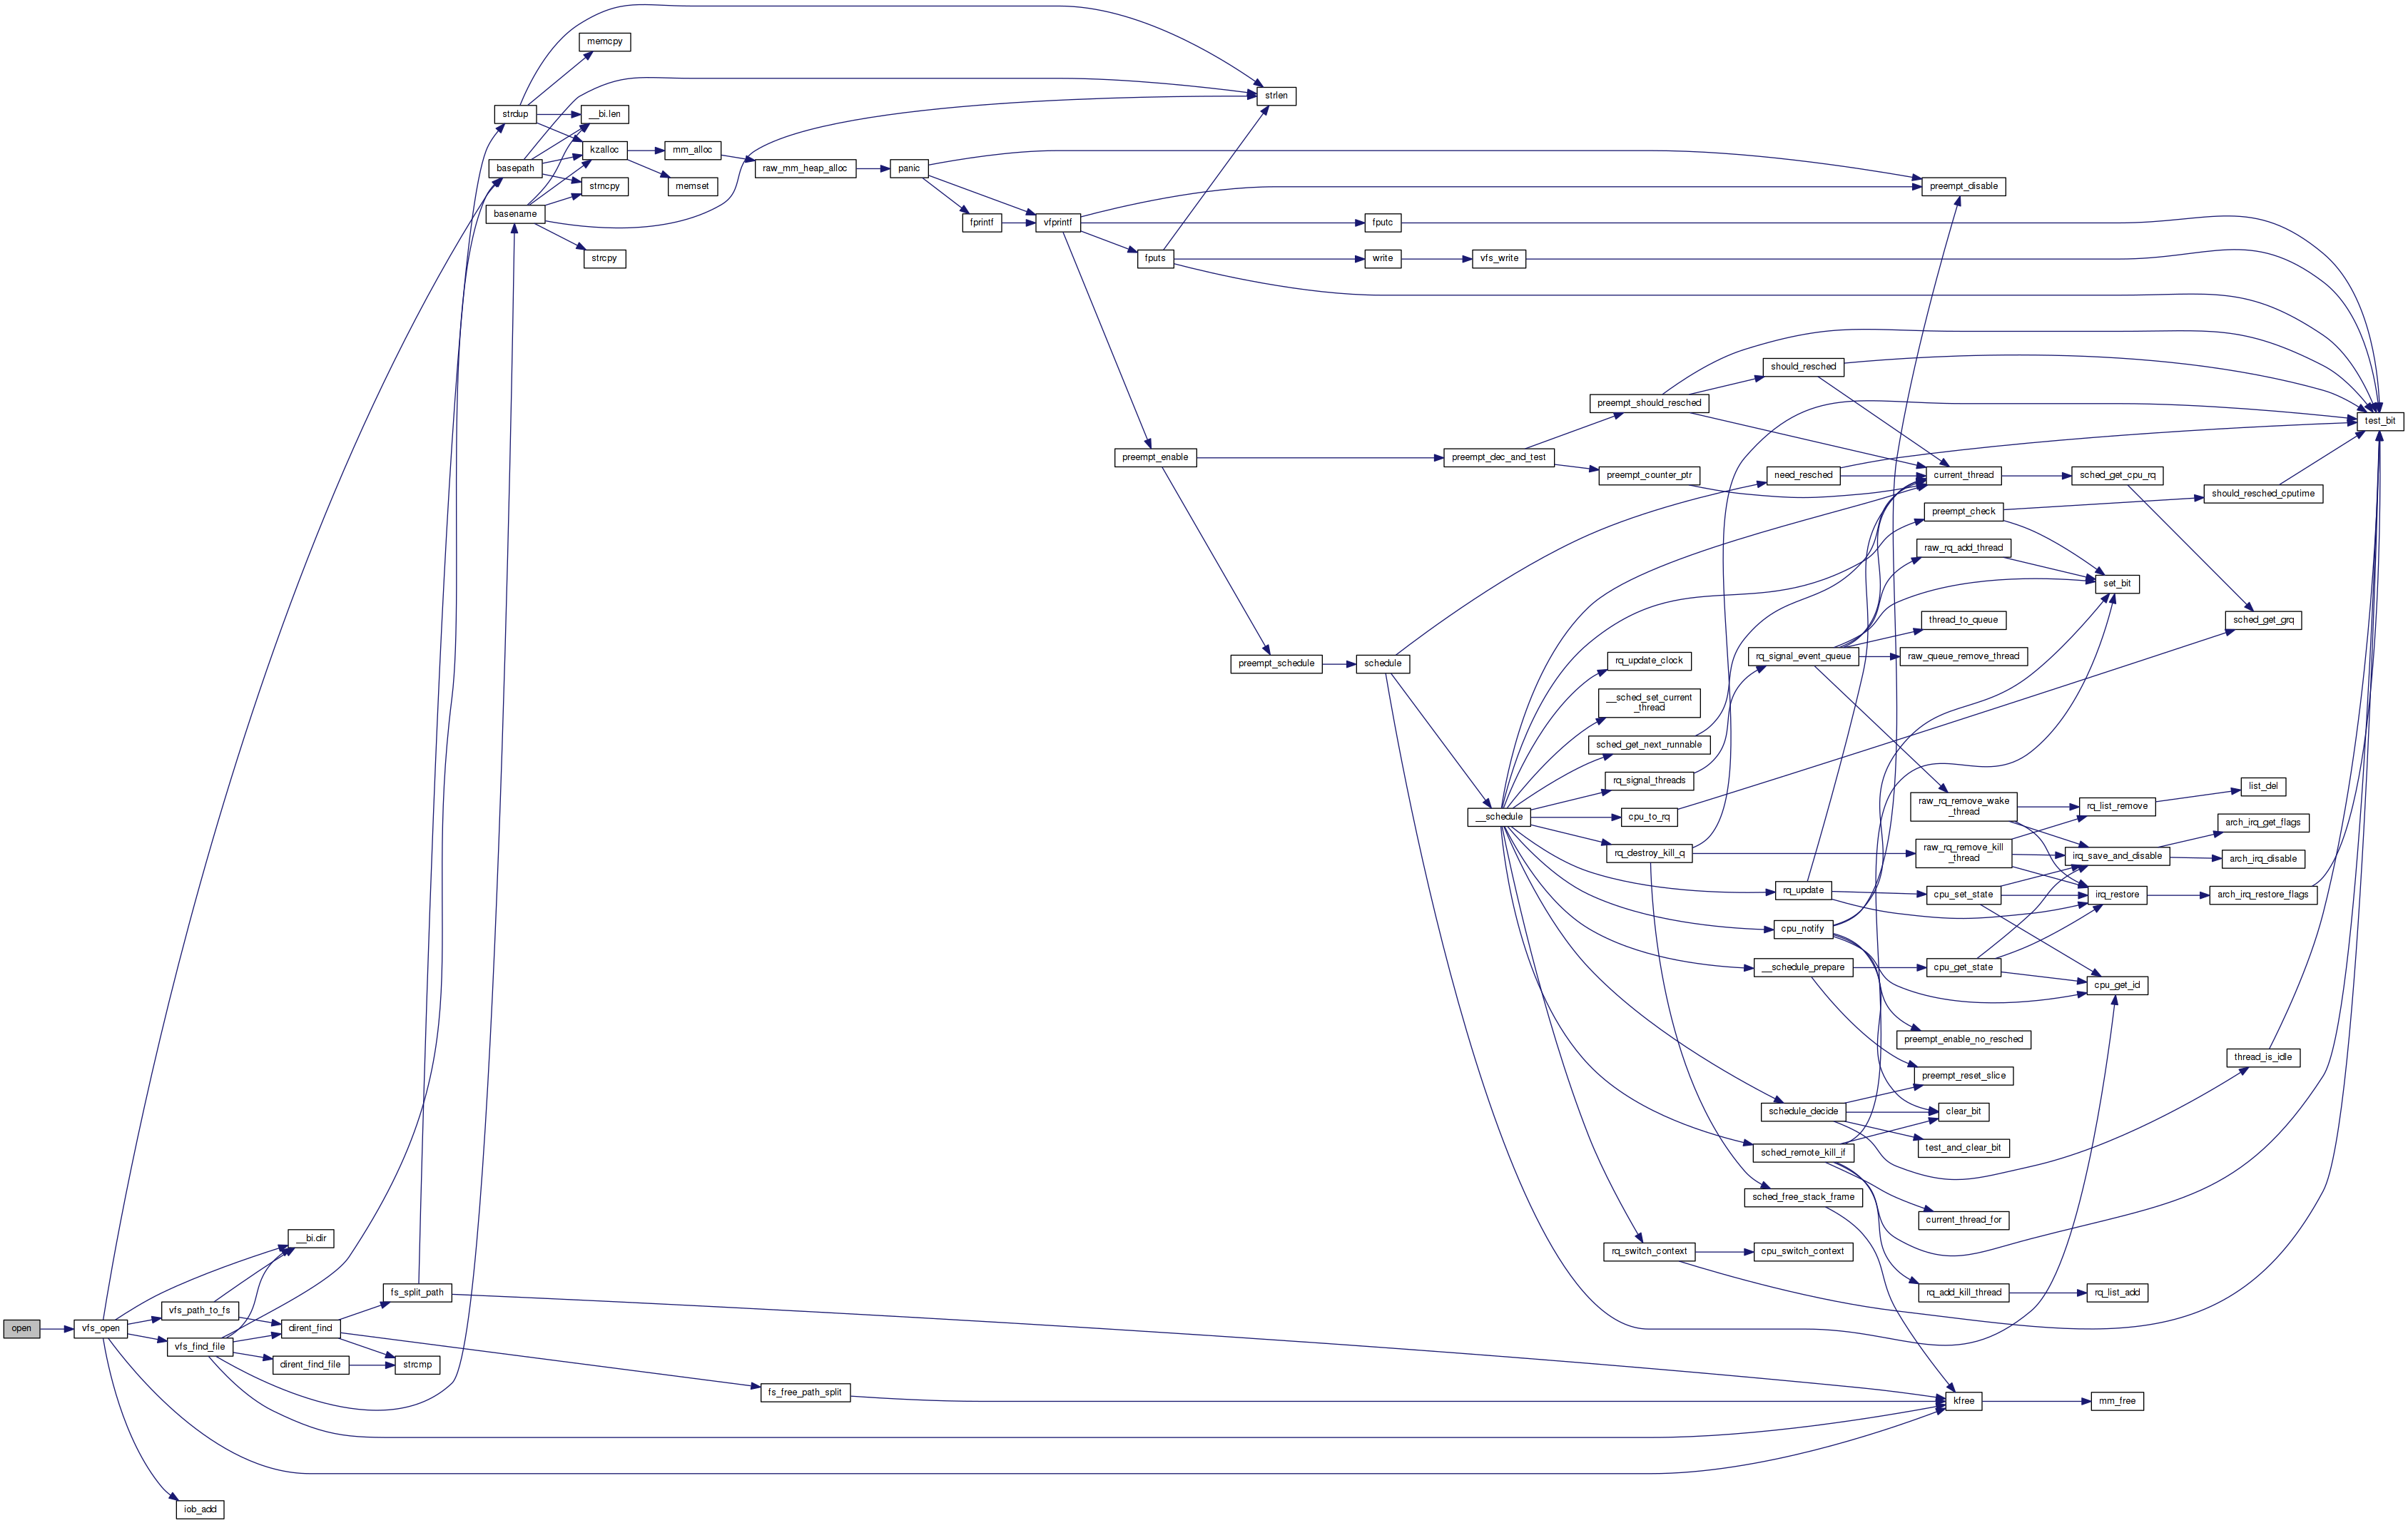 memcpy
strdup
__bi.len
strlen
kzalloc
mm_alloc
basepath
raw_mm_heap_alloc
panic
strncpy
memset
preempt_disable
basename
fprintf
vfprintf
fputc
strcpy
fputs
write
vfs_write
should_resched
preempt_should_resched
test_bit
preempt_enable
preempt_dec_and_test
preempt_counter_ptr
need_resched
current_thread
sched_get_cpu_rq
should_resched_cputime
preempt_check
raw_rq_add_thread
set_bit
thread_to_queue
sched_get_grq
preempt_schedule
schedule
rq_update_clock
rq_signal_event_queue
raw_queue_remove_thread
__sched_set_current
_thread
sched_get_next_runnable
rq_signal_threads
list_del
raw_rq_remove_wake
_thread
rq_list_remove
__schedule
cpu_to_rq
arch_irq_get_flags
rq_destroy_kill_q
raw_rq_remove_kill
_thread
irq_save_and_disable
arch_irq_disable
rq_update
cpu_set_state
irq_restore
arch_irq_restore_flags
cpu_notify
__schedule_prepare
cpu_get_state
cpu_get_id
preempt_enable_no_resched
thread_is_idle
preempt_reset_slice
schedule_decide
clear_bit
test_and_clear_bit
sched_remote_kill_if
sched_free_stack_frame
current_thread_for
__bi.dir
rq_switch_context
cpu_switch_context
fs_split_path
rq_add_kill_thread
rq_list_add
vfs_path_to_fs
open
vfs_open
dirent_find
vfs_find_file
dirent_find_file
strcmp
fs_free_path_split
kfree
mm_free
iob_add